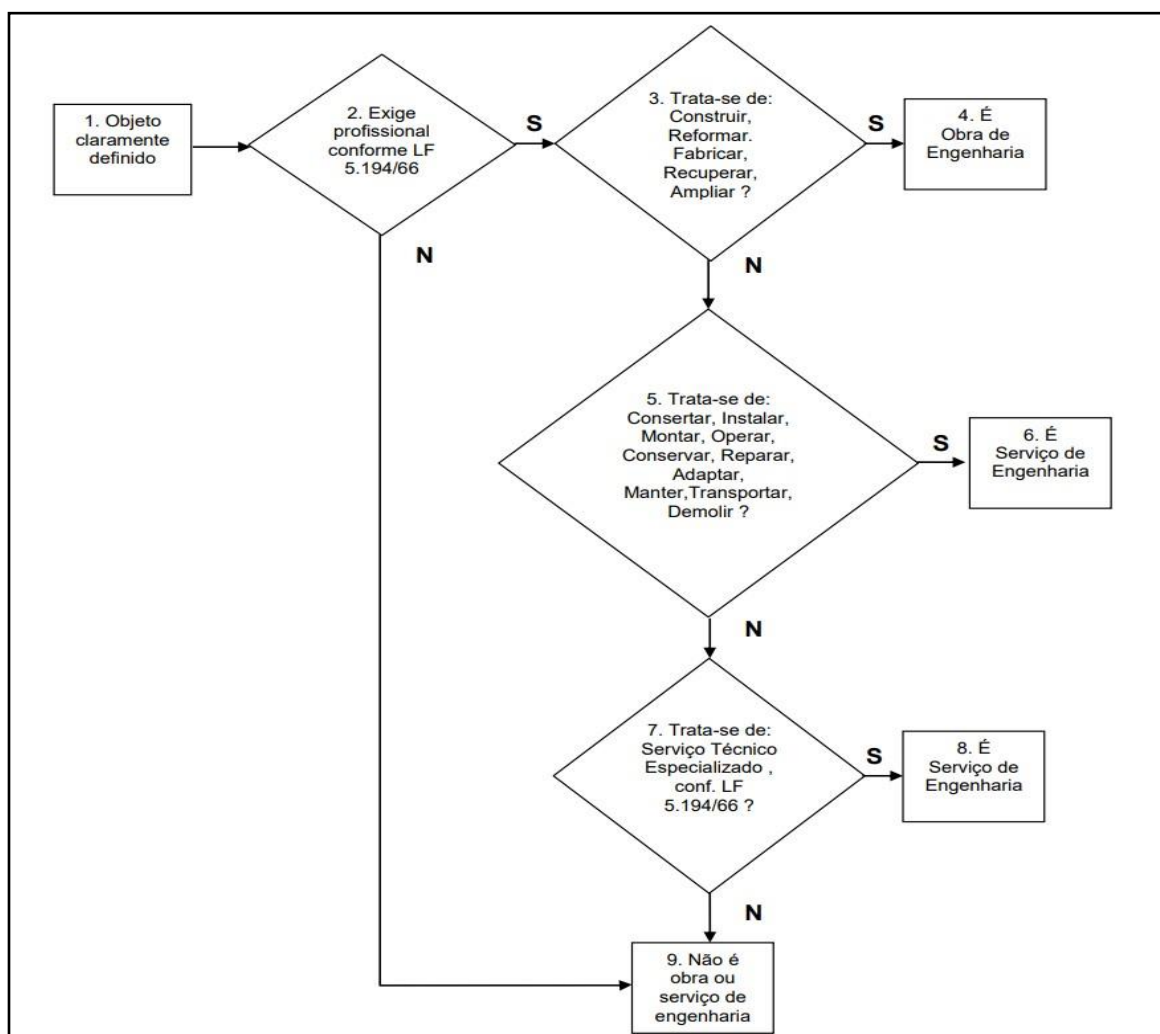 1. Objeto
claramente
definido
2. Exige
profissional
conforme LF
5.194/66
S
N
3. Trata-se de:
Construir,
Reformar.
Fabricar,
Recuperar,
Ampliar ?
S
N
4. É
Obra de
Engenharia
5. Trata-se de:
Consertar, Instalar,
Montar, Operar,
Conservar, Reparar,
Adaptar,
Manter,Transportar,
Demolir ?
S
N
6. É
Serviço de
Engenharia
7. Trata-se de:
Serviço Técnico
Especializado ,
conf. LF
5.194/66 ?
S
N
8. É
Serviço de
Engenharia
9. Não é
obra ou
serviço de
engenharia